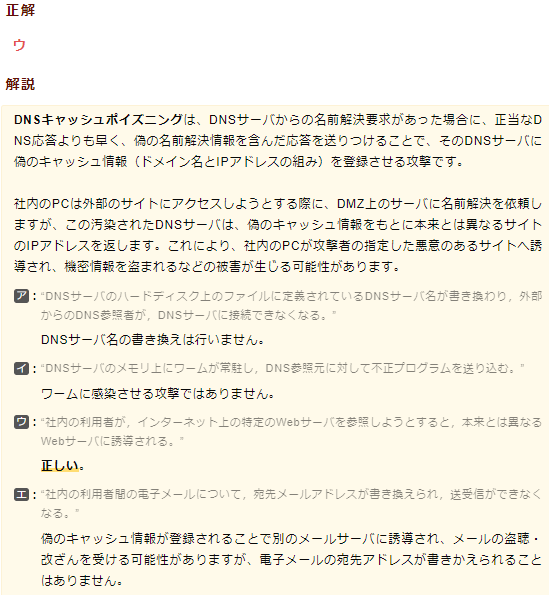 正解
ウ
解説
DNSキャッシュポイズニングは、DNSサーバからの名前解決要求があった場合に、正当なD
NS応答よりも早く、偽の名前解決情報を含んだ応答を送りつけることで、そのDNSサーバに
偽のキャッシュ情報（ドメイン名とIPアドレスの組み）を登録させる攻撃です。
社内のPCは外部のサイトにアクセスしようとする際に、DMZ上のサーバに名前解決を依頼し
ますが、この汚染されたDNSサーバは、偽のキャッシュ情報をもとに本来とは異なるサイト
のIPアドレスを返します。これにより、社内のPCが攻撃者の指定した悪意のあるサイトへ誘
導され、機密情報を盗まれるなどの被害が生じる可能性があります。
ア：“DNSサーバのハードディスク上のファイルに定義されているDNSサーバ名が書き換わり，外部
からのDNS参照者が，DNSサーバに接続できなくなる。”
DNSサーバ名の書き換えは行いません。
イ：“DNSサーバのメモリ上にワームが常駐し，DNS参照元に対して不正プログラムを送り込む。”
ワームに感染させる攻撃ではありません。
ウ：“社内の利用者が，インターネット上の特定のWebサーバを参照しようとすると，本来とは異なる
Webサーバに誘導される。”
正しい。
エ：“社内の利用者間の電子メールについて，宛先メールアドレスが書き換えられ，送受信ができなく
なる。”
偽のキャッシュ情報が登録されることで別のメールサーバに誘導され、メールの盗聴・
改ざんを受ける可能性がありますが、電子メールの宛先アドレスが書きかえられること
はありません。